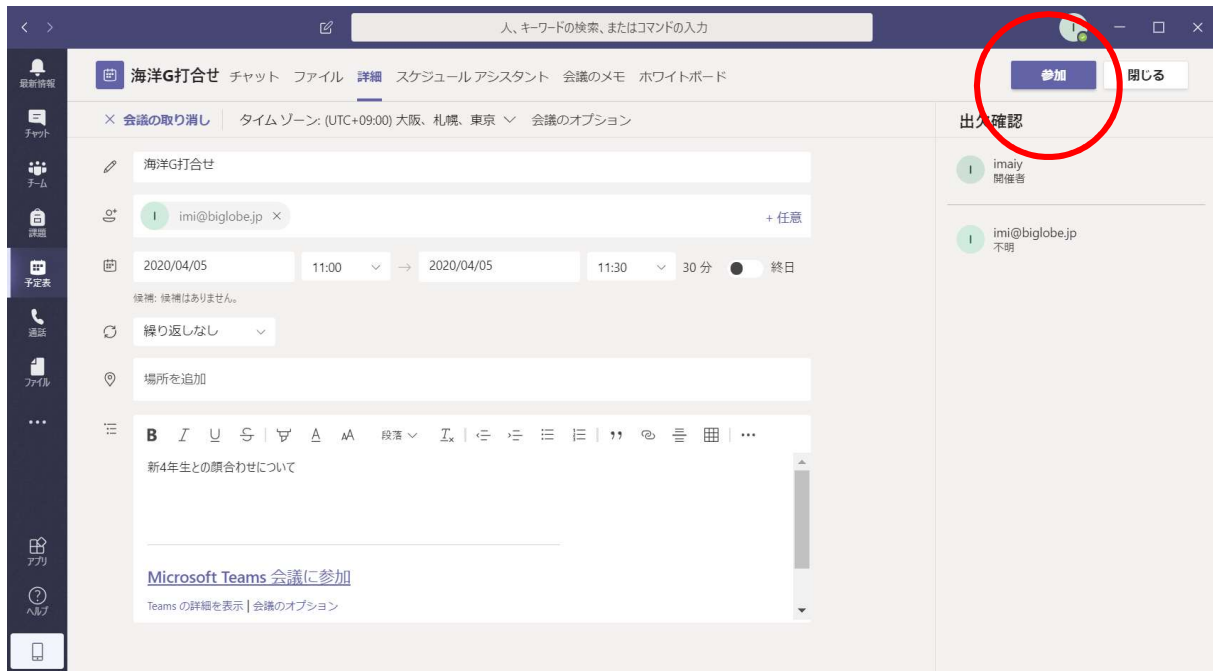 人、キーワードの検索、またはコマンドの入力
I
最新情報
チャット
チーム
課題
予定表
通話
ファイル
アプリ
ヘルプ
海洋G打合せ チャット ファイル 詳細 スケジュール アシスタント 会議のメモ ホワイトボード
参加 閉じる
× 会議の取り消し タイム ゾーン: (UTC+09:00) 大阪、札幌、東京 会議のオプション
海洋G打合せ
I imi@biglobe.jp × + 任意
2020/04/05 11:00 → 2020/04/05 11:30 30 分 終日
候補: 候補はありません。
繰り返しなし
場所を追加
B I U S A AA 段落 Tx
新4年生との顔合わせについて
Microsoft Teams 会議に参加
Teams の詳細を表示 | 会議のオプション
出欠確認
I imaiy
開催者
I imi@biglobe.jp
不明